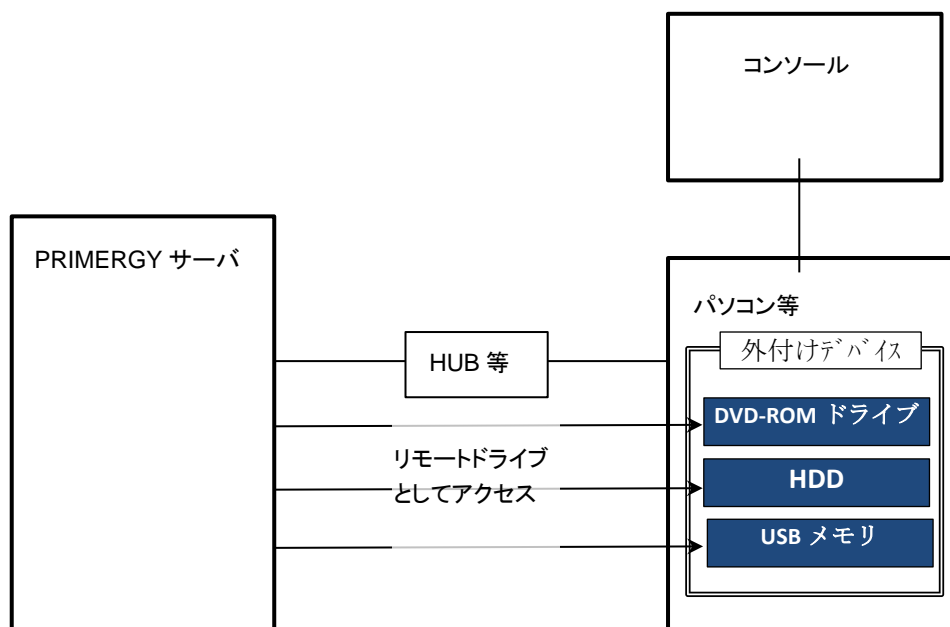 コンソール
PRIMERGY サーバ
パソコン等
外付けデバイス
HUB 等
DVD-ROM ドライブ
リモートドライブ
としてアクセス
HDD
USB メモリ